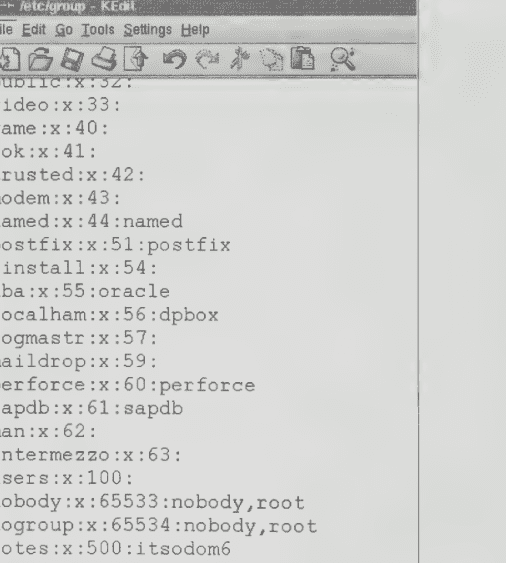 /etc/group - KEdit
ile Edit Go Tools Settings Help
ublic:x:32:
ideo:x:33:
ame:x:40:
ok:x:41:
rusted:x:42:
odem:x:43:
amed:x:44:named
ostfix:x:51:postfix
install:x:54:
ba:x:55:oracle
ocalham:x:56:dpbox
ogmastr:x:57:
aildrop:x:59:
erforce:x:60:perforce
apdb:x:61:sapdb
an:x:62:
ntermezzo:x:63:
sers:x:100:
obody:x:65533:nobody,root
ogroup:x:65534:nobody,root
otes:x:500:itsodom6